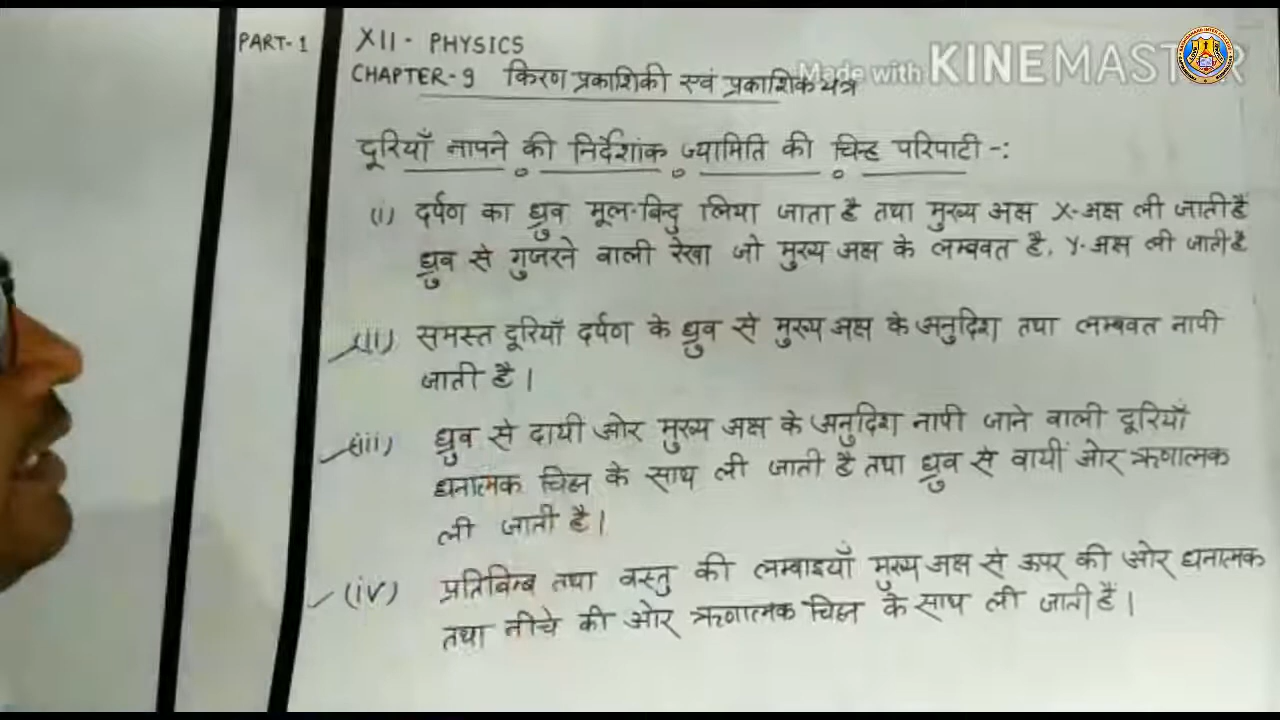 PART-1
XII - PHYSICS
CHAPTER-9 किरण प्रकाशिकी एवं प्रकाशिक यंत्र
Made with KINEMASTER
दूरियाँ नापने की निर्देशांक ज्यामिति की चिन्ह परिपाटी -:
(i) दर्पण का ध्रुव मूल-बिन्दु लिया जाता है तथा मुख्य अक्ष X-अक्ष ली जाती है
ध्रुव से गुजरने वाली रेखा जो मुख्य अक्ष के लम्बवत है, Y-अक्ष ली जाती है
(ii) समस्त दूरियाँ दर्पण के ध्रुव से मुख्य अक्ष के अनुदिश तथा लम्बवत नापी
जाती है।
(iii) ध्रुव से दायी ओर मुख्य अक्ष के अनुदिश नापी जाने वाली दूरियाँ
धनात्मक चिह्न के साथ ली जाती है तथा ध्रुव से बायीं ओर ऋणात्मक
ली जाती है।
(iv) प्रतिबिम्ब तथा वस्तु की लम्बाइयाँ मुख्य अक्ष से ऊपर की ओर धनात्मक
तथा नीचे की ओर ऋणात्मक चिह्न के साथ ली जाती हैं।